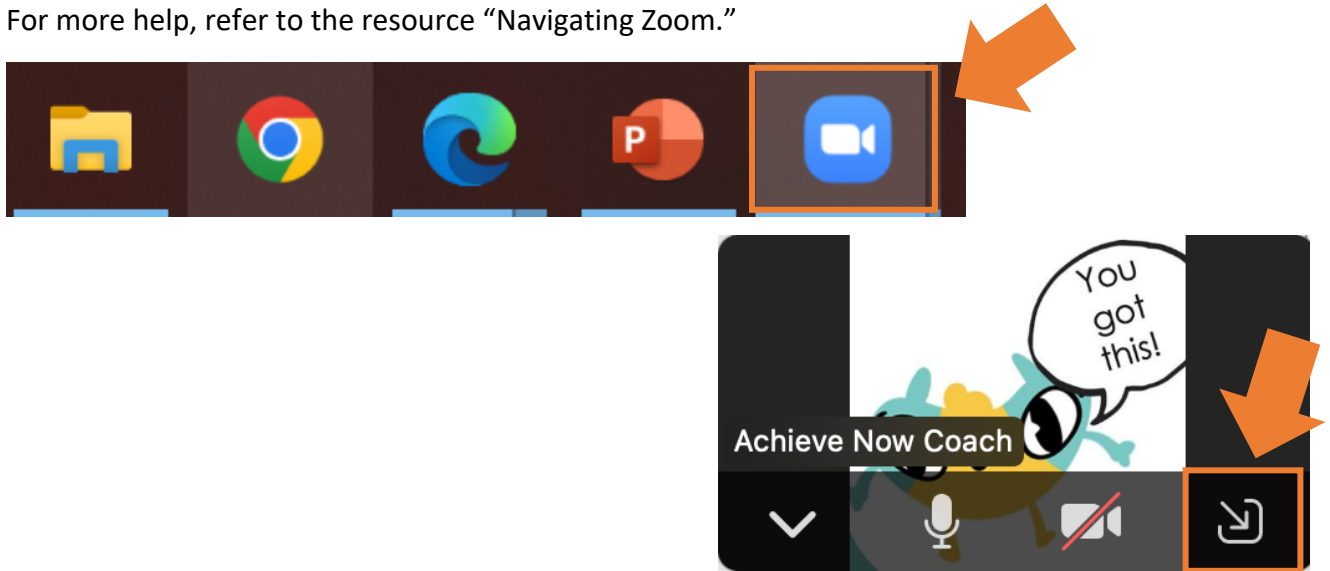 For more help, refer to the resource “Navigating Zoom.”
P
You
got
this!
Achieve Now Coach